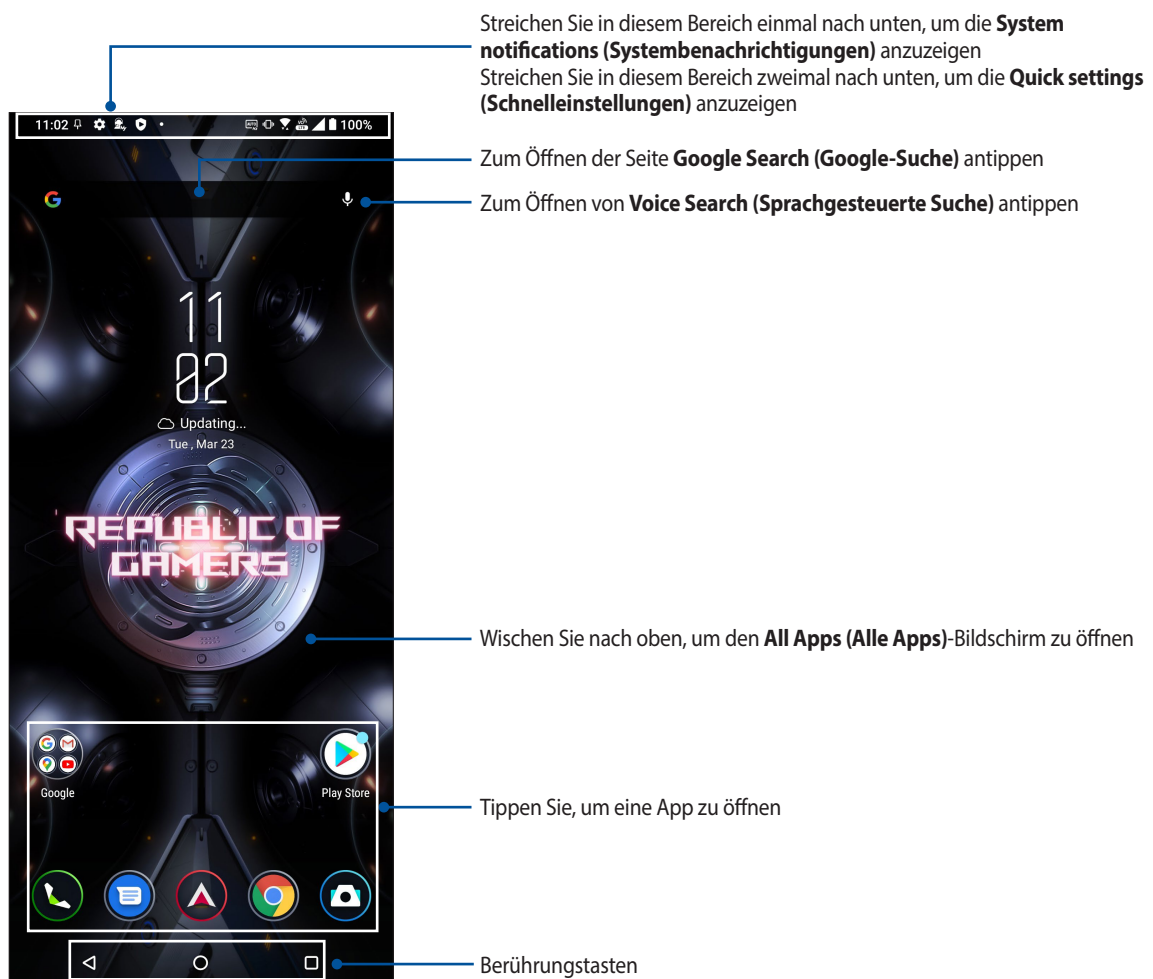 Streichen Sie in diesem Bereich einmal nach unten, um die System
notifications (Systembenachrichtigungen) anzuzeigen
Streichen Sie in diesem Bereich zweimal nach unten, um die Quick settings
(Schnelleinstellungen) anzuzeigen
11:02
100%
Zum Öffnen der Seite Google Search (Google-Suche) antippen
Zum Öffnen von Voice Search (Sprachgesteuerte Suche) antippen
11
02
Updating...
Tue , Mar 23
REPUBLIC OF
GAMERS
Wischen Sie nach oben, um den All Apps (Alle Apps)-Bildschirm zu öffnen
Google
Play Store
Tippen Sie, um eine App zu öffnen
Berührungstasten